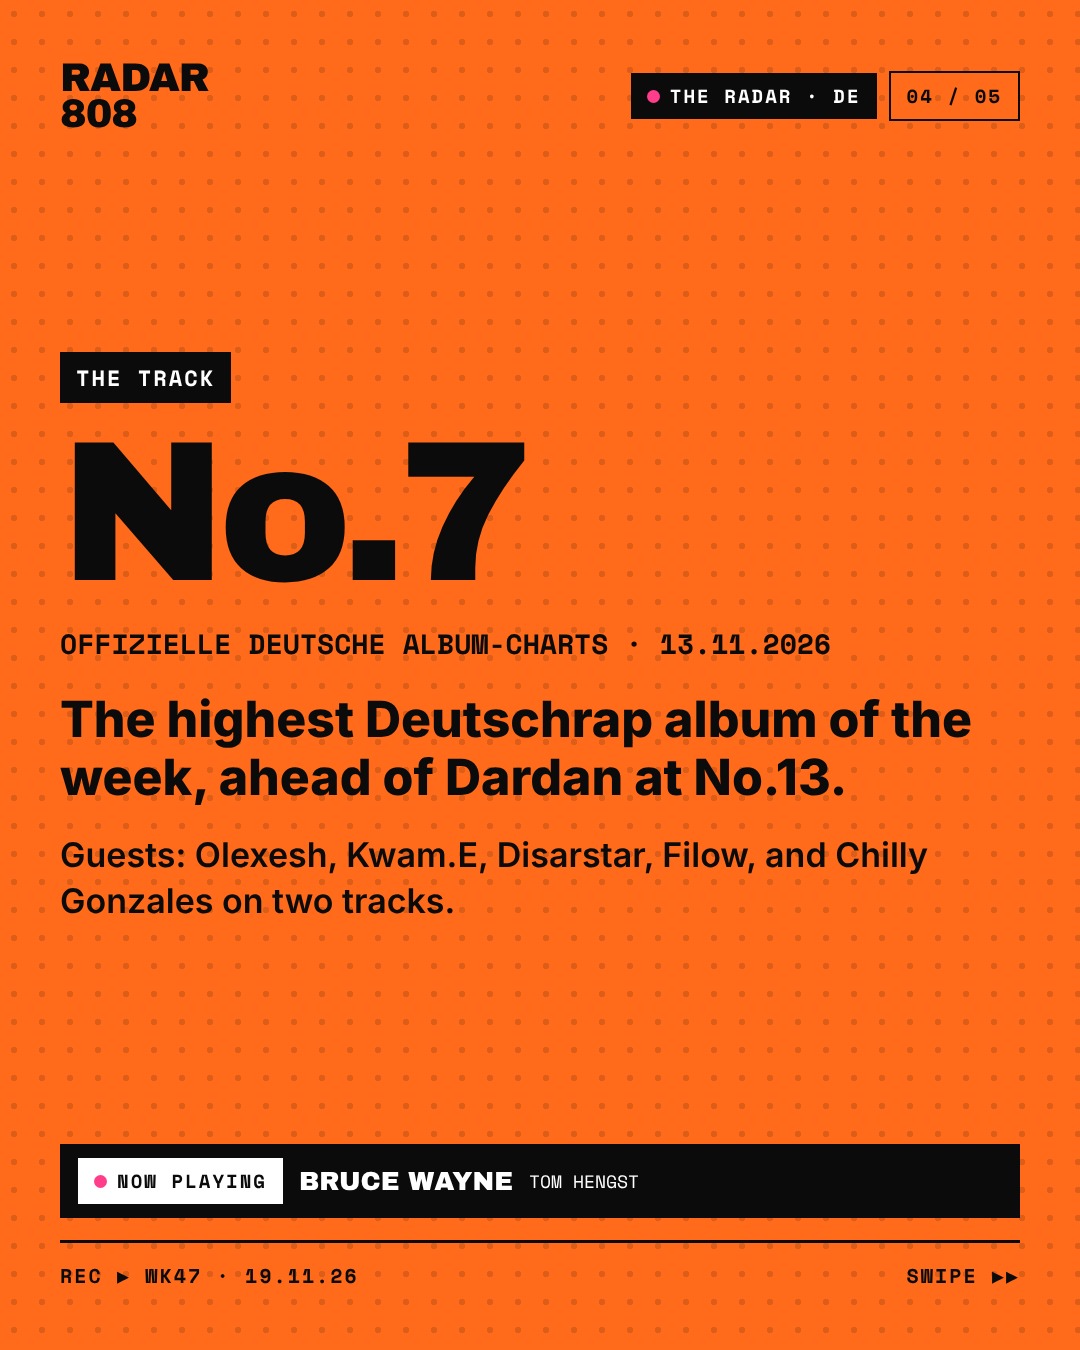 RADAR
808
THE RADAR · DE
04 / 05
THE TRACK
No.7
OFFIZIELLE DEUTSCHE ALBUM-CHARTS · 13.11.2026
The highest Deutschrap album of the
week, ahead of Dardan at No.13.
Guests: Olexesh, Kwam.E, Disarstar, Filow, and Chilly
Gonzales on two tracks.
NOW PLAYING BRUCE WAYNE TOM HENGST
REC ▶ WK47 · 19.11.26
SWIPE ▶▶